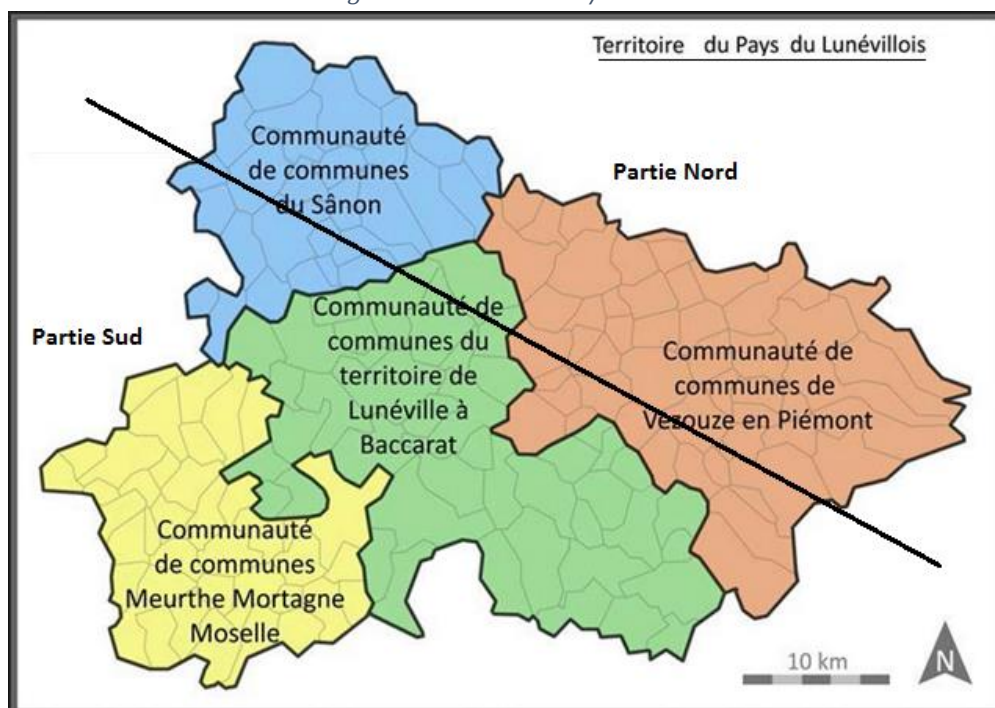 Territoire du Pays du Lunévillois
Communauté
de communes
du Sânon
Partie Nord
Partie Sud
Communauté de
communes du
territoire de
Lunéville à
Baccarat
Communauté de
communes de
Vezouze en Piémont
Communauté
de communes
Meurthe Mortagne
Moselle
10 km
N